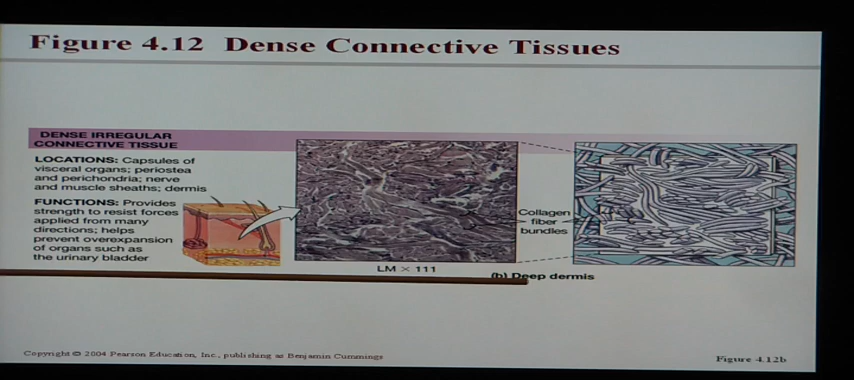 Figure 4.12 Dense Connective Tissues
DENSE IRREGULAR
CONNECTIVE TISSUE
LOCATIONS: Capsules of
visceral organs; periostea
and perichondria; nerve
and muscle sheaths; dermis
FUNCTIONS: Provides
strength to resist forces
applied from many
directions; helps
prevent overexpansion
of organs such as
the urinary bladder
Collagen
fiber
bundles
LM × 111
(b) Deep dermis
Copyright © 2004 Pearson Education, Inc., publishing as Benjamin Cummings
Figure 4.12b